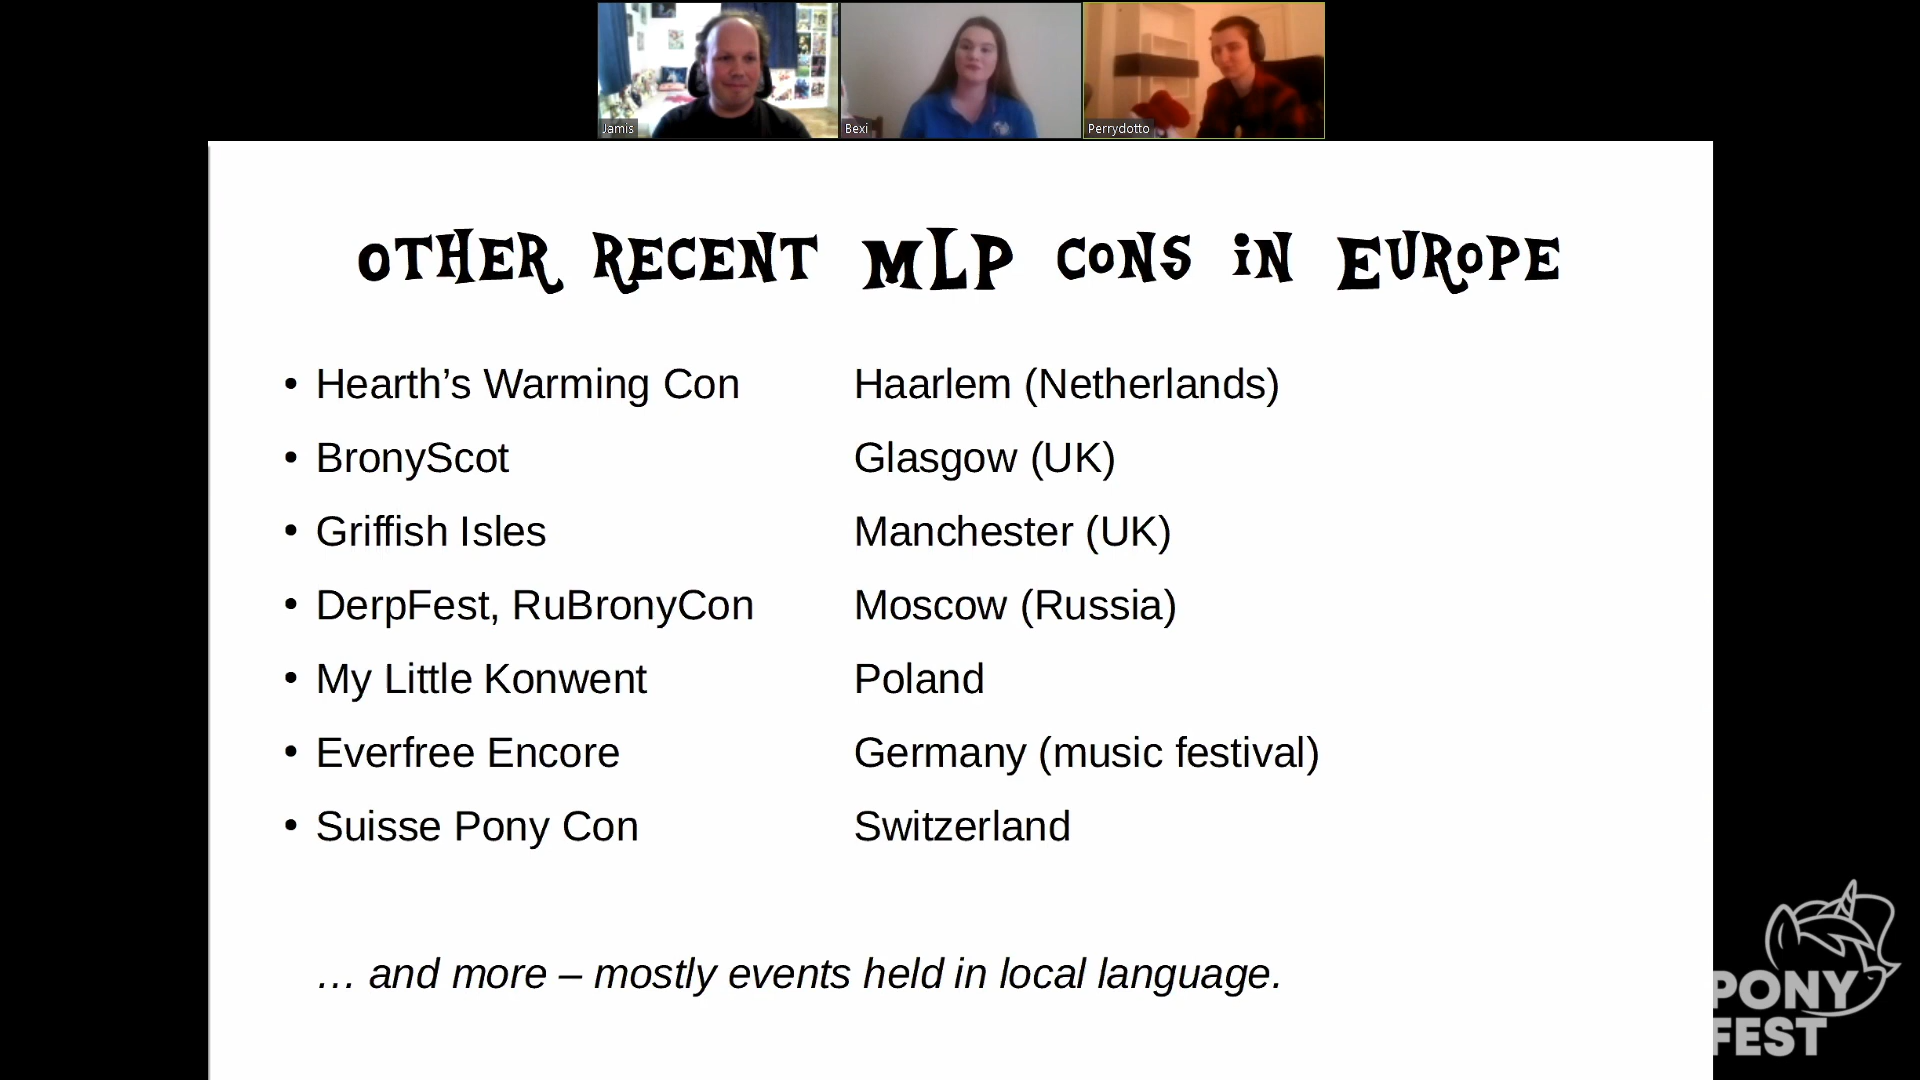 Jamis
Bexi
Perrydotto
OTHER RECENT MLP CONS IN EUROPE
• Hearth’s Warming Con Haarlem (Netherlands)
• BronyScot Glasgow (UK)
• Griffish Isles Manchester (UK)
• DerpFest, RuBronyCon Moscow (Russia)
• My Little Konwent Poland
• Everfree Encore Germany (music festival)
• Suisse Pony Con Switzerland
… and more – mostly events held in local language.
PONY
FEST